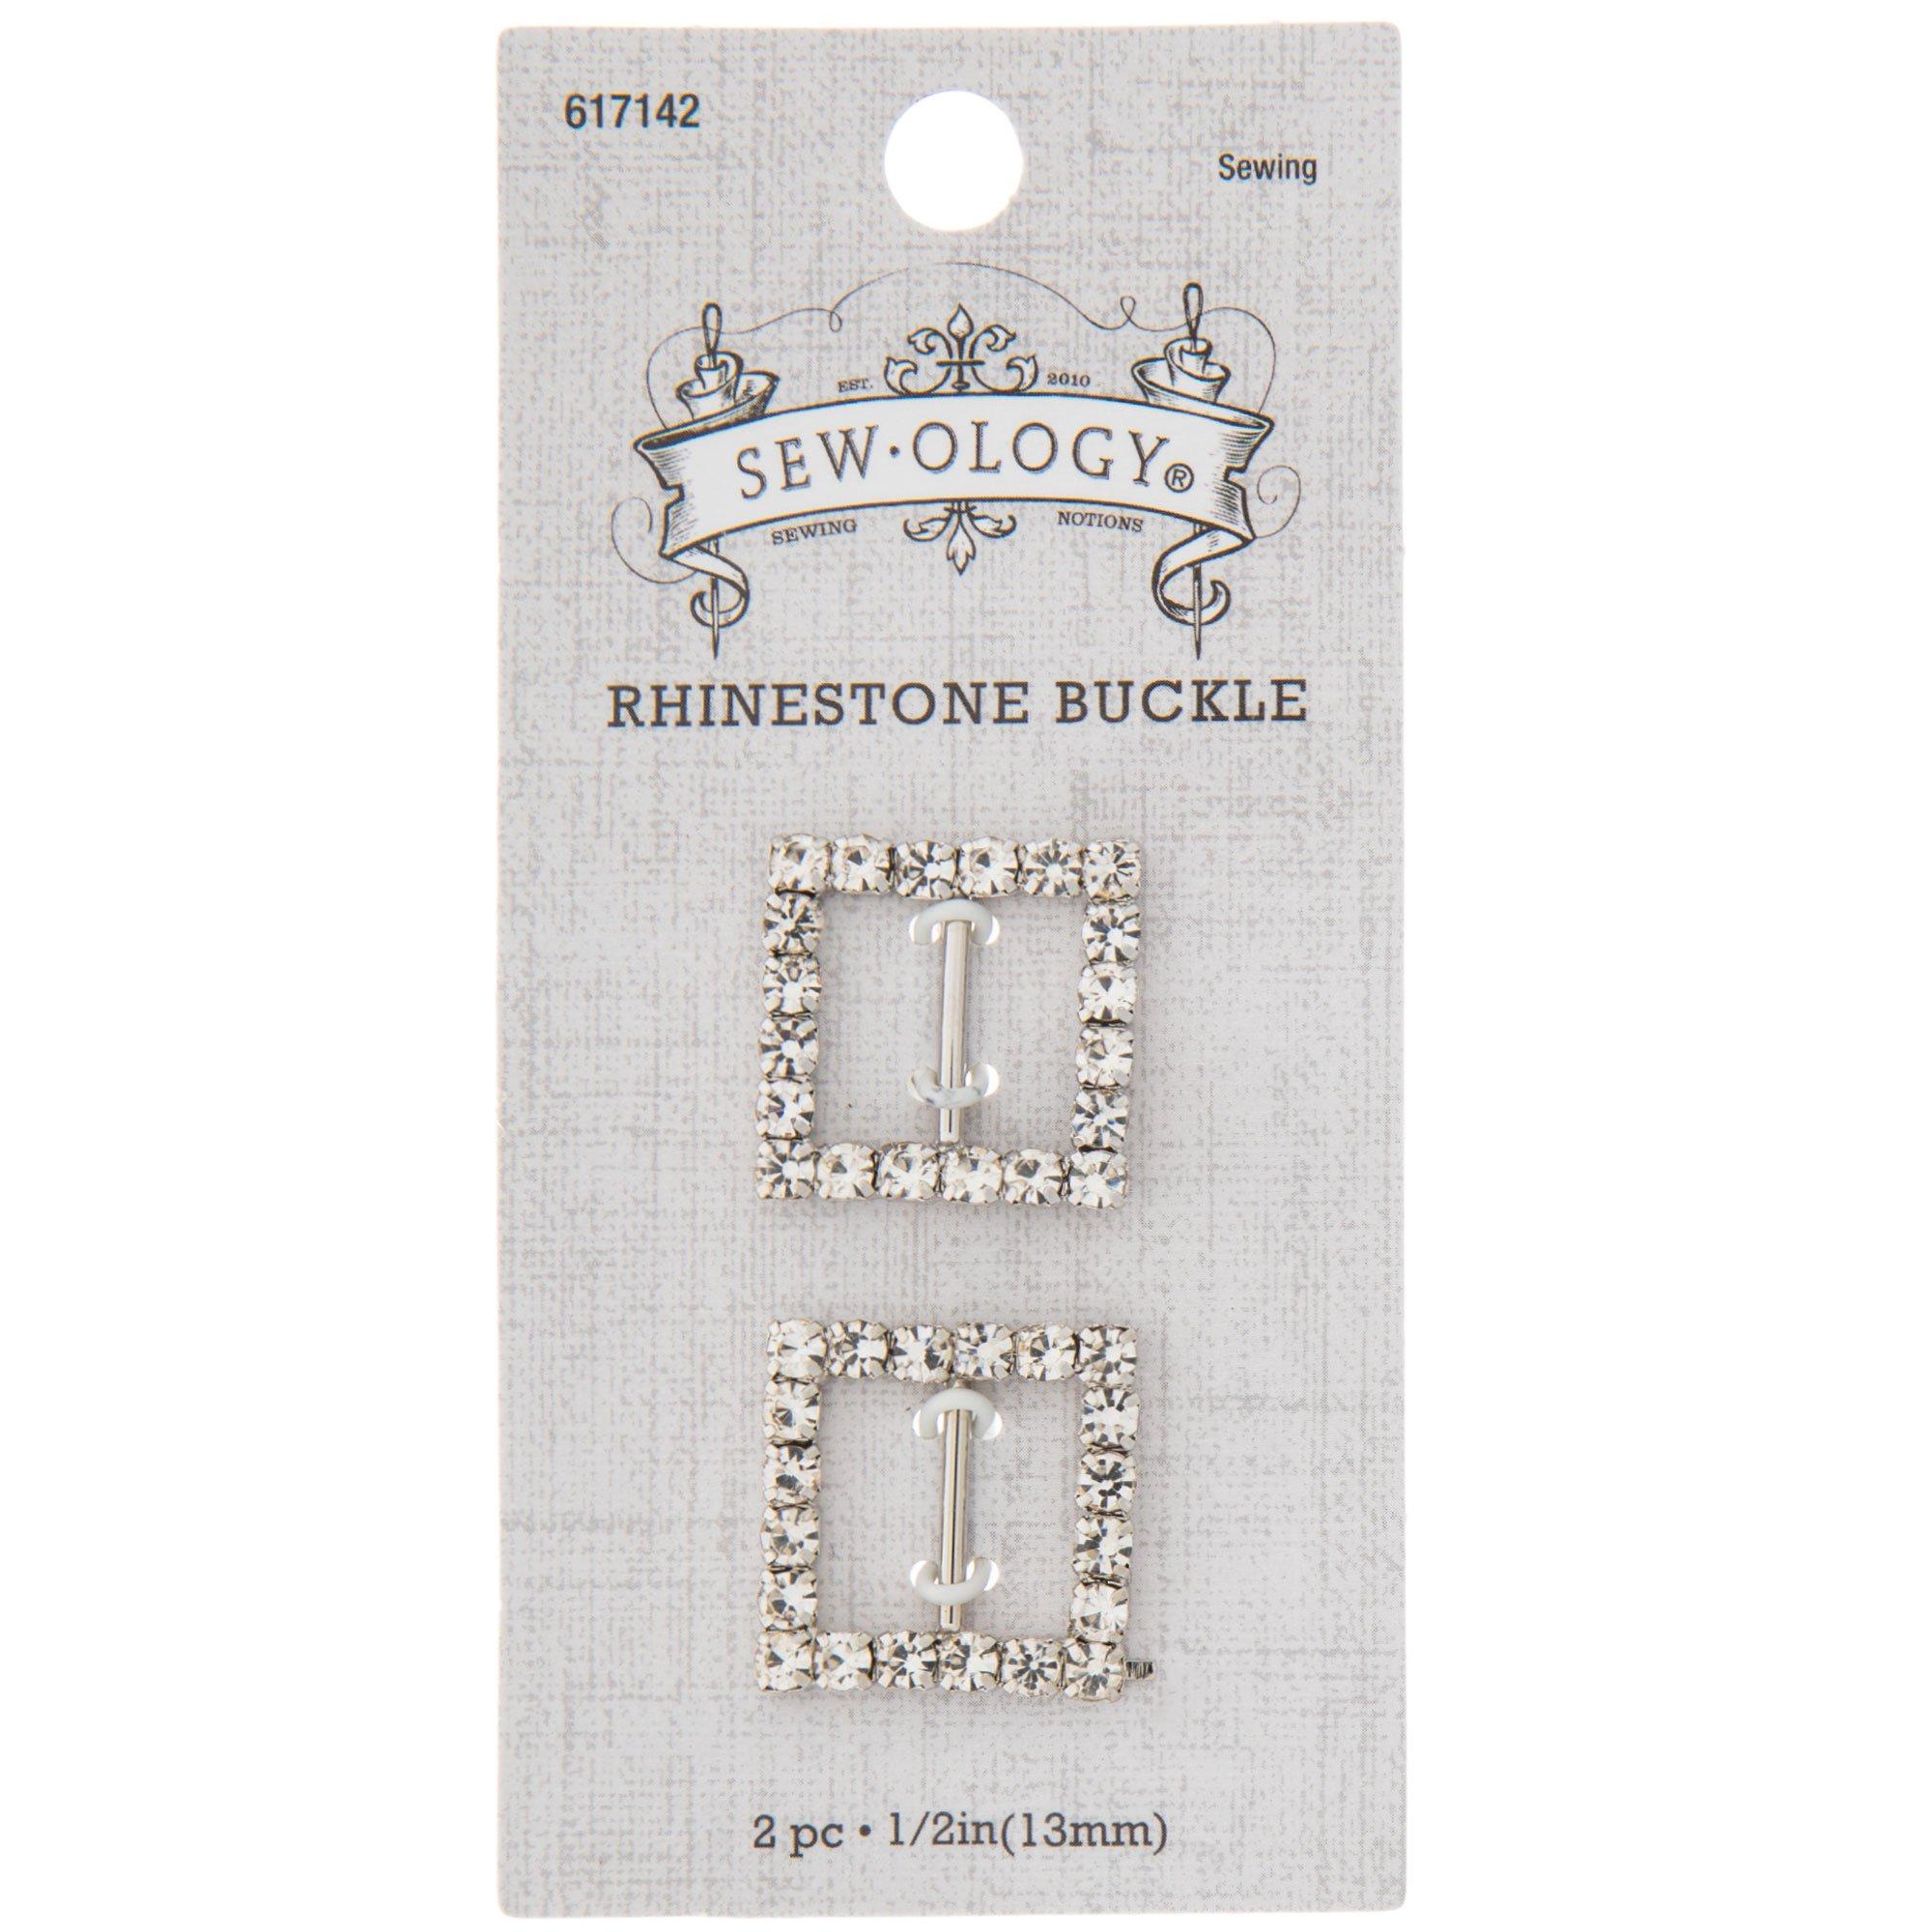 617142
Sewing
EST. 2010
SEW•OLOGY®
SEWING NOTIONS
RHINESTONE BUCKLE
2 pc • 1/2in(13mm)